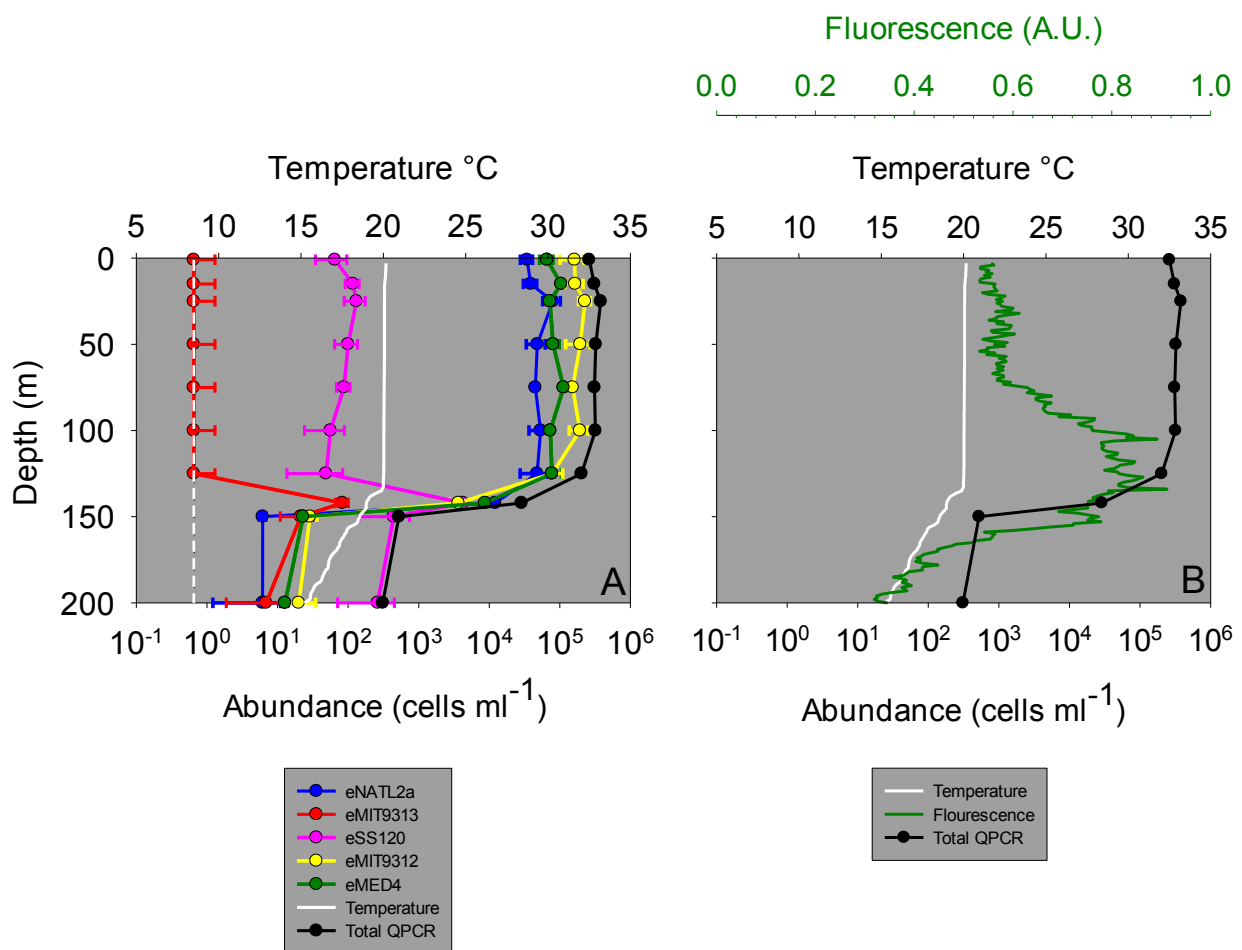 Fluorescence (A.U.)
0.0 0.2 0.4 0.6 0.8 1.0
Temperature °C
5 10 15 20 25 30 35
0
50
100
150
200
Depth (m)
A
10-1 100 101 102 103 104 105 106
Abundance (cells ml-1)
eNATL2a
eMIT9313
eSS120
eMIT9312
eMED4
Temperature
Total QPCR
Temperature °C
5 10 15 20 25 30 35
B
10-1 100 101 102 103 104 105 106
Abundance (cells ml-1)
Temperature
Flourescence
Total QPCR